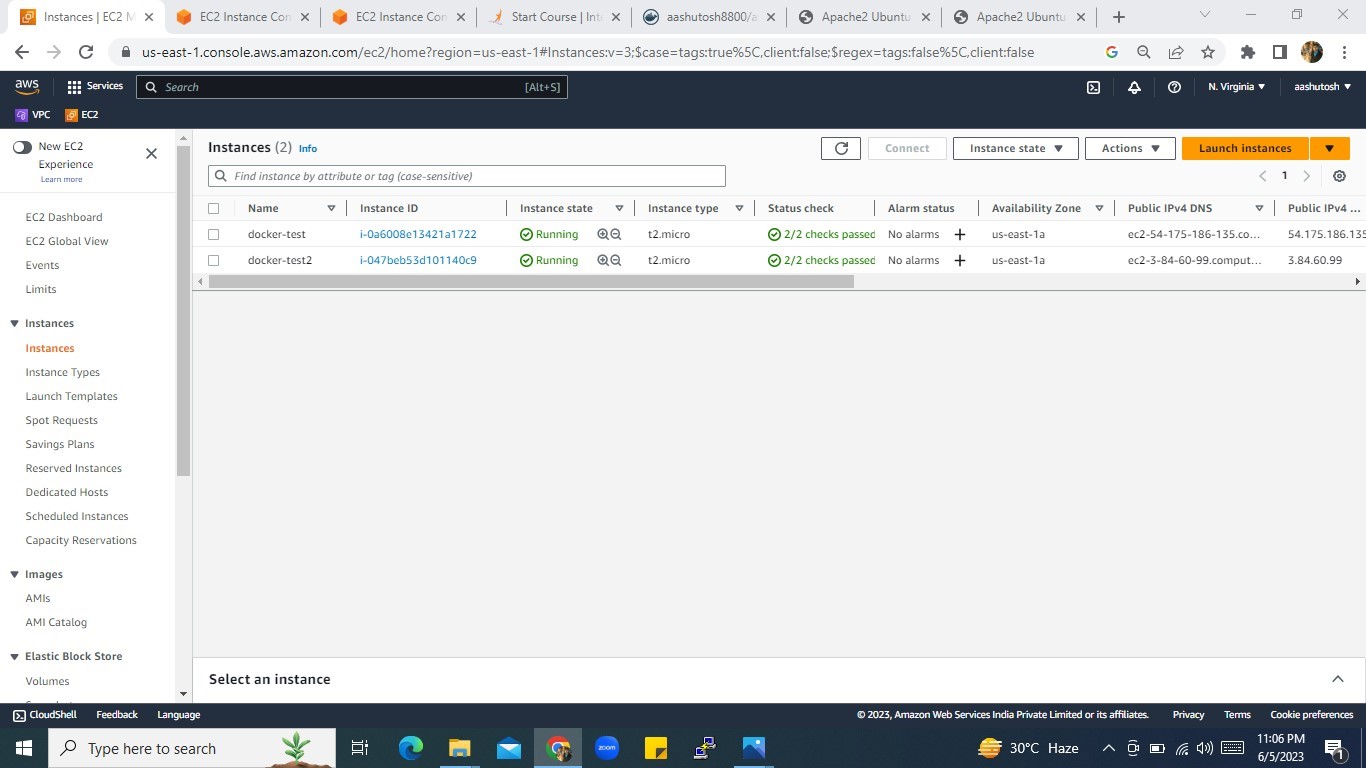 Instances | EC2 M
EC2 Instance Con
EC2 Instance Con
Start Course | Int
aashutosh8800/a
Apache2 Ubuntu
Apache2 Ubuntu
us-east-1.console.aws.amazon.com/ec2/home?region=us-east-1#Instances:v=3;$case=tags:true%5C,client:false;$regex=tags:false%5C,client:false
aws Services Search [Alt+S] N. Virginia aashutosh
VPC EC2
New EC2
Experience
Learn more
EC2 Dashboard
EC2 Global View
Events
Limits
Instances
Instances
Instance Types
Launch Templates
Spot Requests
Savings Plans
Reserved Instances
Dedicated Hosts
Scheduled Instances
Capacity Reservations
Images
AMIs
AMI Catalog
Elastic Block Store
Volumes
Instances (2) Info
Connect Instance state Actions Launch instances
Find instance by attribute or tag (case-sensitive)
1
Name Instance ID Instance state Instance type Status check Alarm status Availability Zone Public IPv4 DNS Public IPv4 ...
docker-test i-0a6008e13421a1722 Running t2.micro 2/2 checks passed No alarms + us-east-1a ec2-54-175-186-135.co... 54.175.186.135
docker-test2 i-047beb53d101140c9 Running t2.micro 2/2 checks passed No alarms + us-east-1a ec2-3-84-60-99.comput... 3.84.60.99
Select an instance
CloudShell Feedback Language © 2023, Amazon Web Services India Private Limited or its affiliates. Privacy Terms Cookie preferences
Type here to search
zoom
30°C Haze
11:06 PM
6/5/2023
1